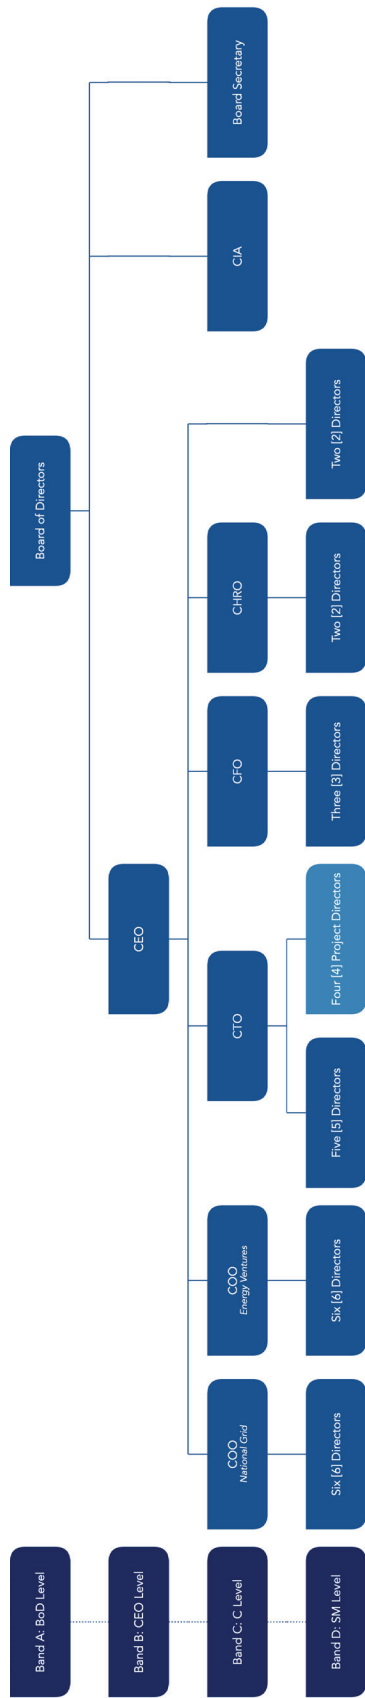 Band A: BoD Level
Board of Directors
Band B: CEO Level
CEO
Band C: C Level
COO
National Grid
COO
Energy Ventures
CTO
CFO
CHRO
CIA
Board Secretary
Band D: SM Level
Six [6] Directors
Six [6] Directors
Five [5] Directors
Four [4] Project Directors
Three [3] Directors
Two [2] Directors
Two [2] Directors